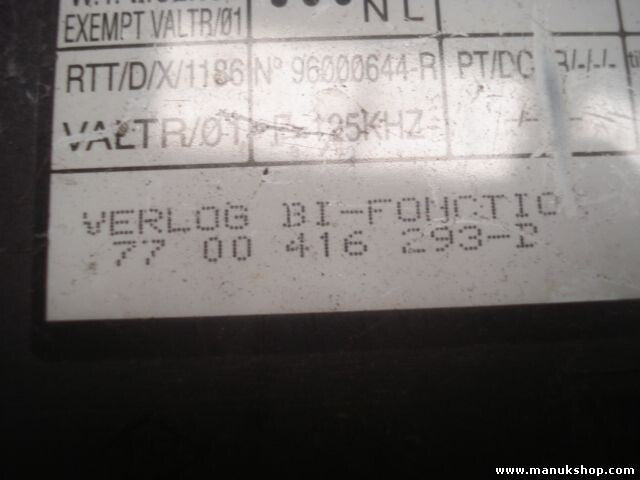 EXEMPT VALTR/01 NL
RTT/D/X/1186 N° 96000644-R PT/DC
VALTR/01 125KHZ-
VERLOG BI-FONCTIO
77 00 416 293-D
www.manukshop.com